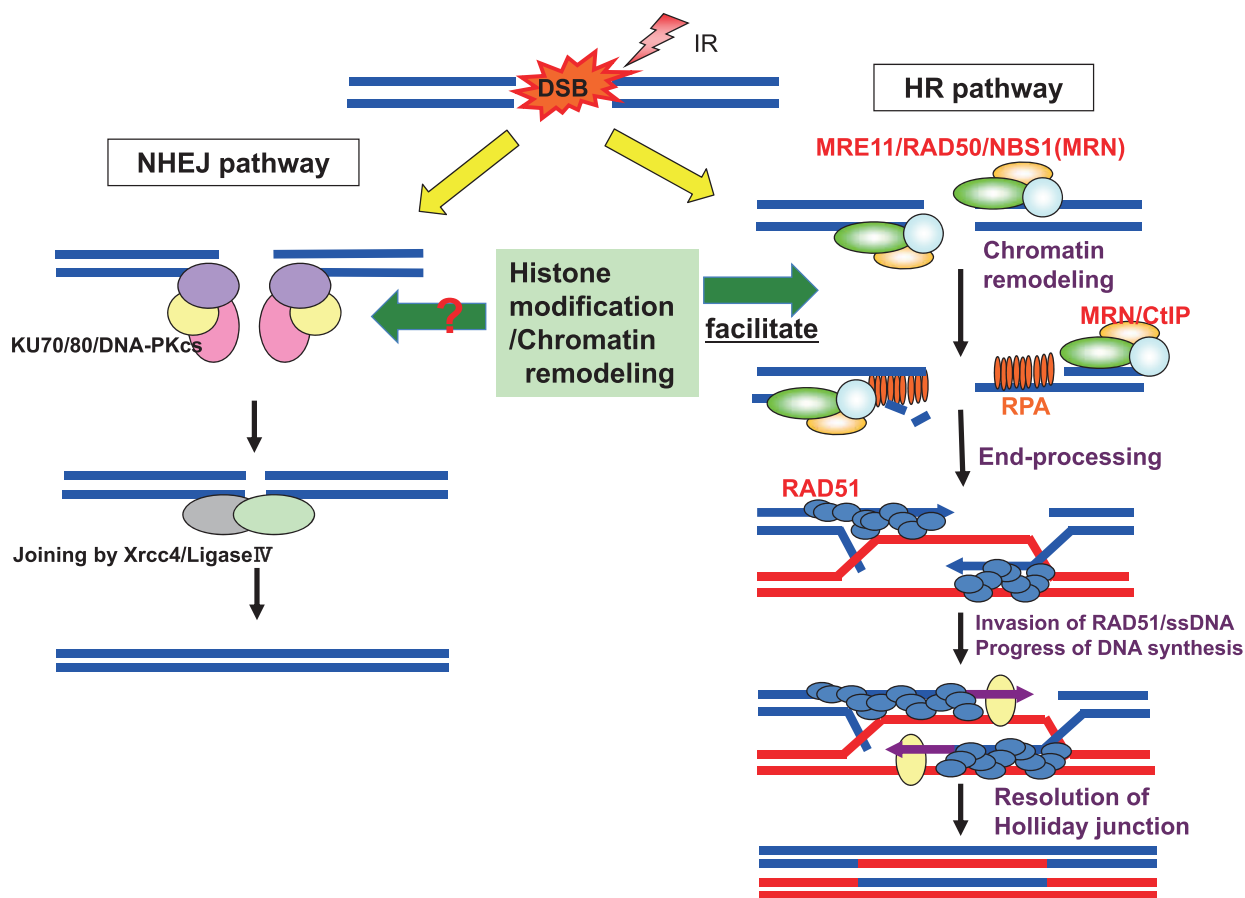 IR
DSB
HR pathway
NHEJ pathway
MRE11/RAD50/NBS1(MRN)
Chromatin
remodeling
Histone
modification
/Chromatin
remodeling
?
facilitate
KU70/80/DNA-PKcs
MRN/CtIP
RPA
End-processing
RAD51
Joining by Xrcc4/LigaseⅣ
Invasion of RAD51/ssDNA
Progress of DNA synthesis
Resolution of
Holliday junction